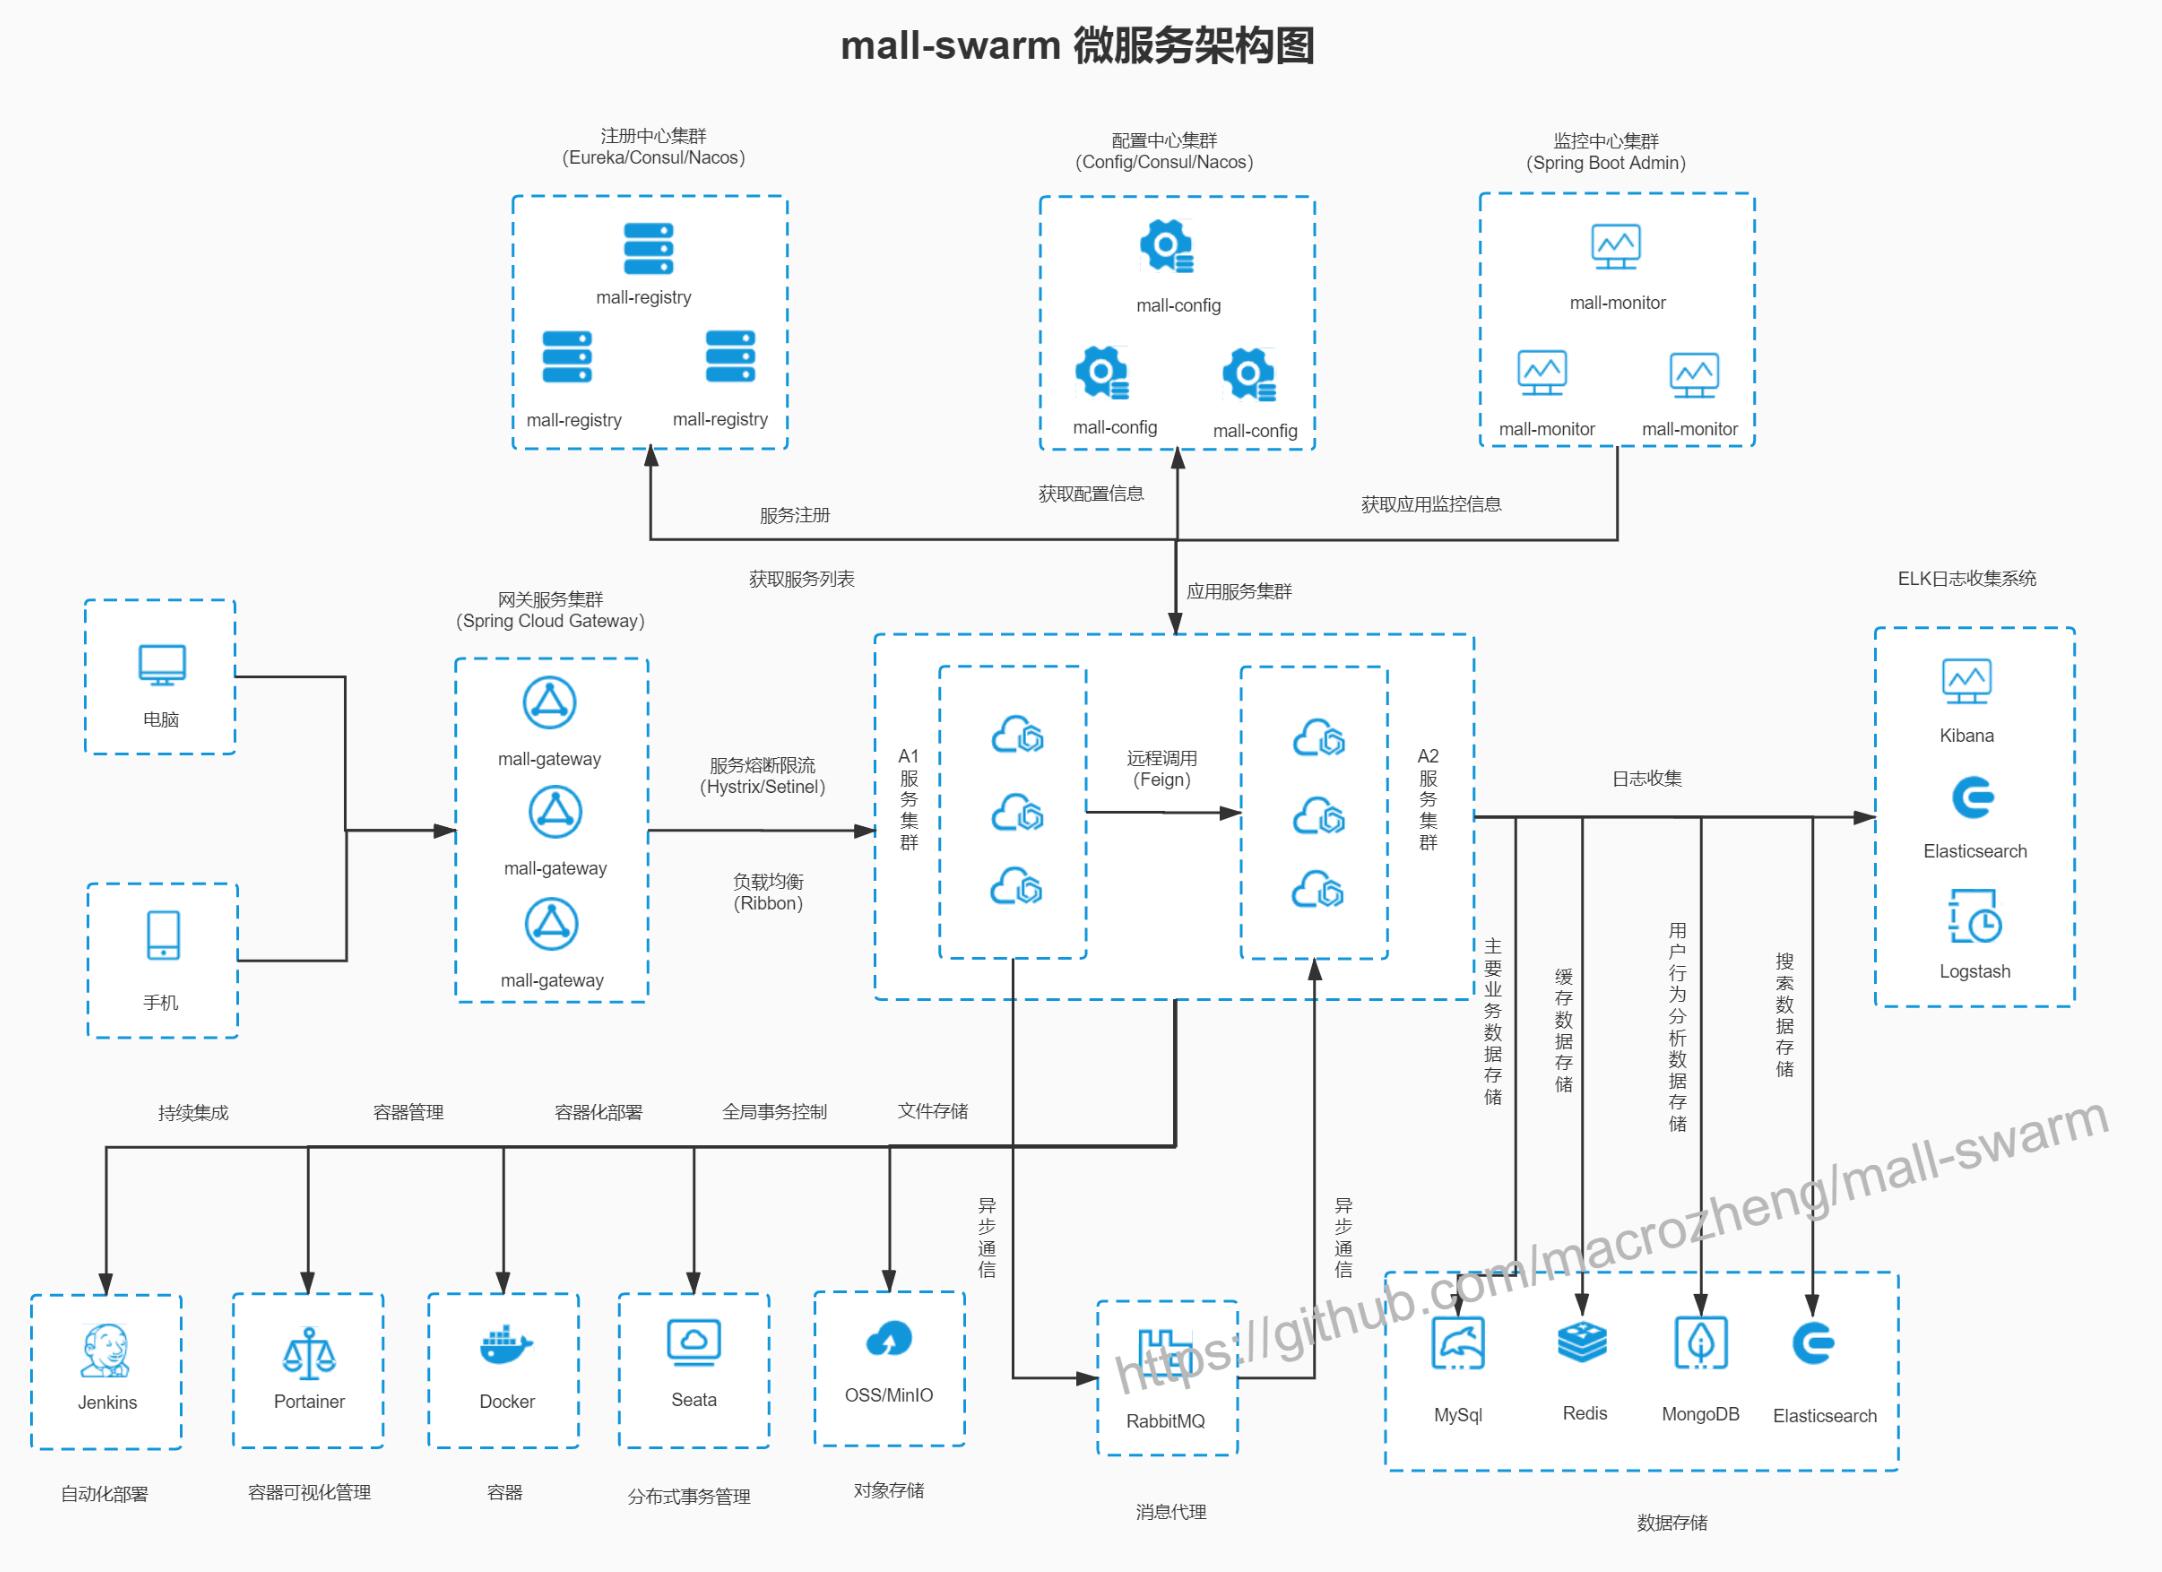 mall-swarm 微服务架构图
注册中心集群
(Eureka/Consul/Nacos)
mall-registry
mall-registry
mall-registry
配置中心集群
(Config/Consul/Nacos)
mall-config
mall-config
mall-config
监控中心集群
(Spring Boot Admin)
mall-monitor
mall-monitor
mall-monitor
服务注册
获取配置信息
获取应用监控信息
获取服务列表
应用服务集群
电脑
手机
网关服务集群
(Spring Cloud Gateway)
mall-gateway
mall-gateway
mall-gateway
服务熔断限流
(Hystrix/Setinel)
负载均衡
(Ribbon)
A1服务集群
远程调用
(Feign)
A2服务集群
日志收集
ELK日志收集系统
Kibana
Elasticsearch
Logstash
主要业务数据存储
缓存数据存储
用户行为分析数据存储
搜索数据存储
持续集成
容器管理
容器化部署
全局事务控制
文件存储
异步通信
异步通信
Jenkins
自动化部署
Portainer
容器可视化管理
Docker
容器
Seata
分布式事务管理
OSS/MinIO
对象存储
RabbitMQ
消息代理
MySql
Redis
MongoDB
Elasticsearch
数据存储
https://github.com/macrozheng/mall-swarm